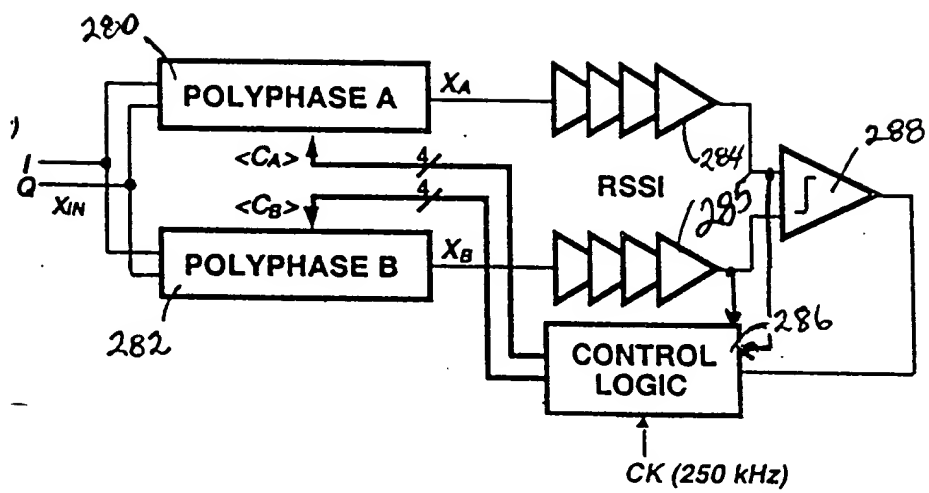 280
POLYPHASE A
XA
)
I
Q
XIN
<CA>
4
284
288
RSSI
<CB>
4
285
POLYPHASE B
XB
282
286
CONTROL
LOGIC
CK (250 kHz)